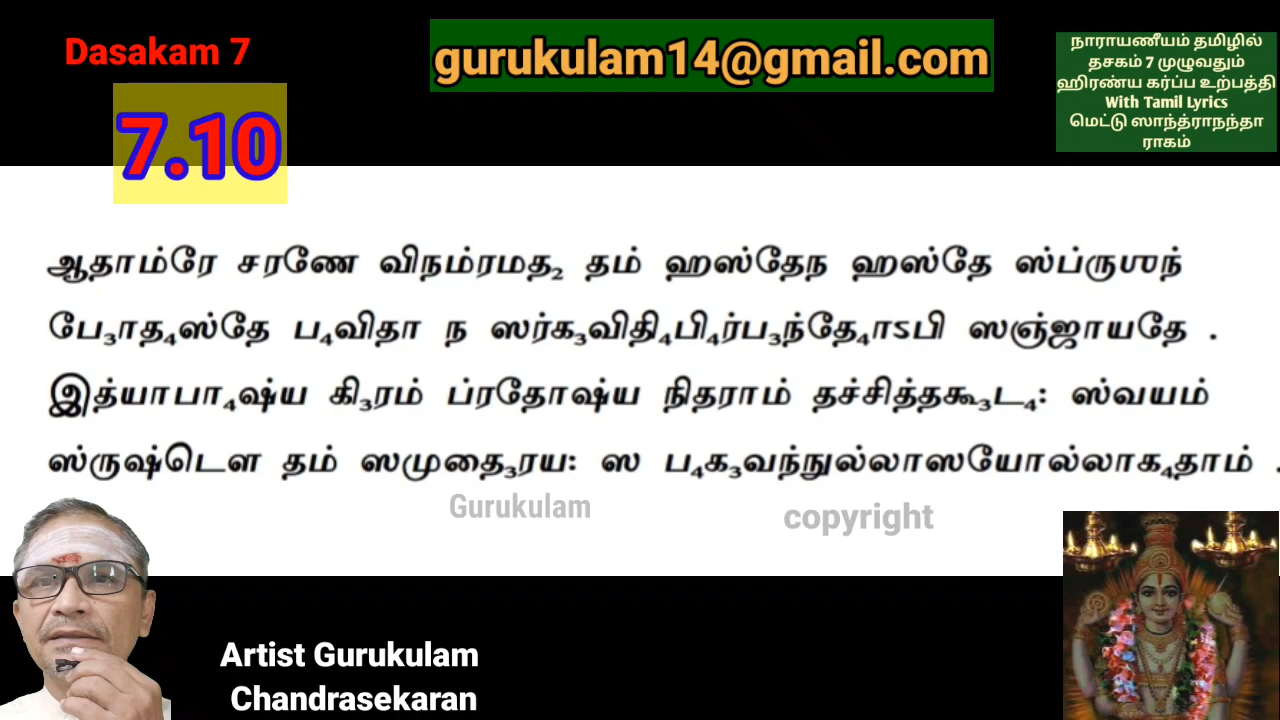 Dasakam 7
gurukulam14@gmail.com
நாராயணீயம் தமிழில்
தசகம் 7 முழுவதும்
ஹிரண்ய கர்ப்ப உற்பத்தி
With Tamil Lyrics
மெட்டு ஸாந்த்ராநந்தா
ராகம்
7.10
ஆதாம்ரே சரணே விநம்ரமத₂ தம் ஹஸ்தேந ஹஸ்தே ஸ்ப்ருஶந்
பே₃ாத₄ஸ்தே ப₄விதா ந ஸர்க₃விதி₄பி₄ர்ப₃ந்தே₄ாऽபி ஸஞ்ஜாயதே .
இத்யாபா₄ஷ்ய கி₃ரம் ப்ரதோஷ்ய நிதராம் தச்சித்தகூ₃ட₄: ஸ்வயம்
ஸ்ருஷ்டௌ தம் ஸமுதை₃ரய: ஸ ப₄க₃வந்நுல்லாஸயோல்லாக₄தாம் .
Gurukulam
copyright
Artist Gurukulam
Chandrasekaran